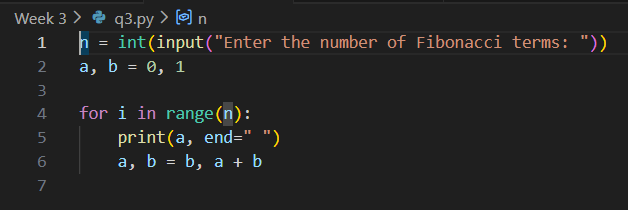 Week 3 > q3.py > n
1 n = int(input("Enter the number of Fibonacci terms: "))
2 a, b = 0, 1
3
4 for i in range(n):
5     print(a, end=" ")
6     a, b = b, a + b
7